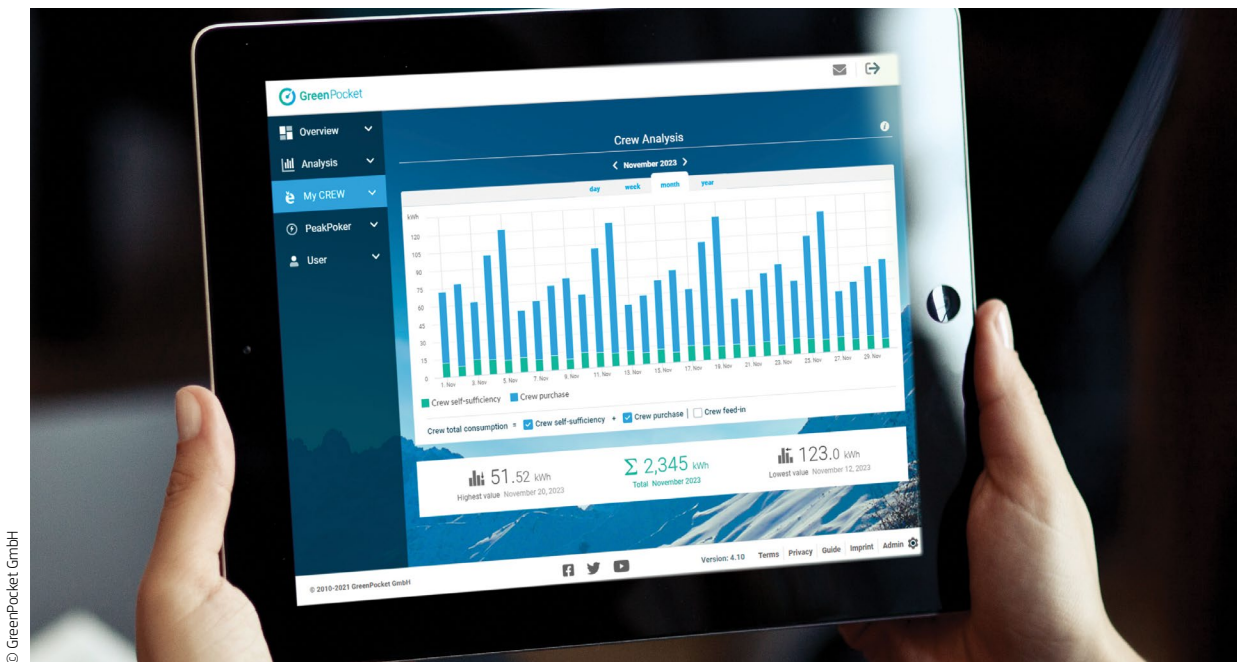 GreenPocket
Overview
Analysis
My CREW
PeakPoker
User
Crew Analysis
November 2023
day week month year
kWh
120
105
90
75
60
45
30
15
0
1. Nov 3. Nov 5. Nov 7. Nov 9. Nov 11. Nov 13. Nov 15. Nov 17. Nov 19. Nov 21. Nov 23. Nov 25. Nov 27. Nov 29. Nov
Crew self-sufficiency Crew purchase
Crew total consumption = Crew self-sufficiency + Crew purchase | Crew feed-in
51.52 kWh
Highest value November 20, 2023
Σ 2,345 kWh
Total November 2023
123.0 kWh
Lowest value November 12, 2023
© 2010-2021 GreenPocket GmbH
Version: 4.10 Terms Privacy Guide Imprint Admin
© GreenPocket GmbH